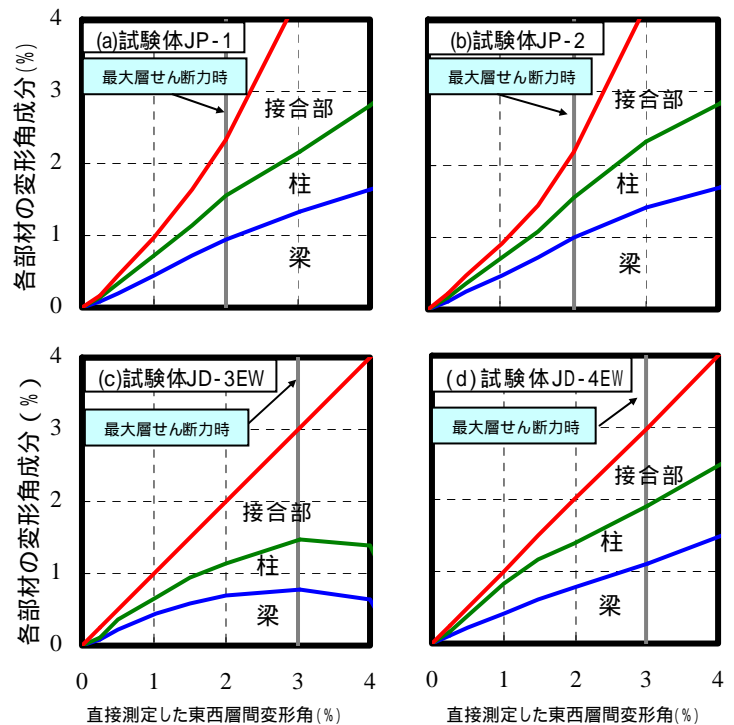 各部材の変形角成分(%)
4
3
2
1
0
(a)試験体JP-1
最大層せん断力時
接合部
柱
梁
(b)試験体JP-2
最大層せん断力時
接合部
柱
梁
各部材の変形角成分(%)
4
3
2
1
0
(c)試験体JD-3EW
最大層せん断力時
接合部
柱
梁
(d)試験体JD-4EW
最大層せん断力時
接合部
柱
梁
0 1 2 3 4
0 1 2 3 4
直接測定した東西層間変形角(%)
直接測定した東西層間変形角(%)